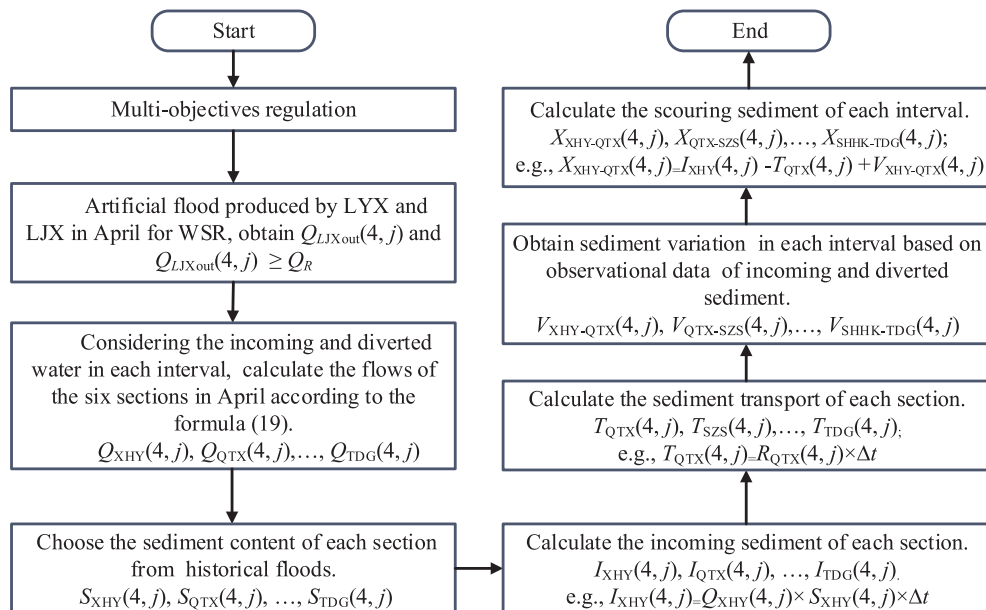 Start
Multi-objectives regulation
Artificial flood produced by LYX and
LJX in April for WSR, obtain Q_LJXout(4, j) and
Q_LJXout(4, j) ≥ Q_R
Considering the incoming and diverted
water in each interval, calculate the flows of
the six sections in April according to the
formula (19).
Q_XHY(4, j), Q_QTX(4, j),…, Q_TDG(4, j)
Choose the sediment content of each section
from historical floods.
S_XHY(4, j), S_QTX(4, j), …, S_TDG(4, j)
Calculate the incoming sediment of each section.
I_XHY(4, j), I_QTX(4, j), …, I_TDG(4, j).
e.g., I_XHY(4, j)=Q_XHY(4, j)× S_XHY(4, j)×Δt
Calculate the sediment transport of each section.
T_QTX(4, j), T_SZS(4, j),…, T_TDG(4, j);
e.g., T_QTX(4, j)=R_QTX(4, j)×Δt
Obtain sediment variation in each interval based on
observational data of incoming and diverted
sediment.
V_XHY-QTX(4, j), V_QTX-SZS(4, j),…, V_SHHK-TDG(4, j)
Calculate the scouring sediment of each interval.
X_XHY-QTX(4, j), X_QTX-SZS(4, j),…, X_SHHK-TDG(4, j);
e.g., X_XHY-QTX(4, j)=I_XHY(4, j) -T_QTX(4, j) +V_XHY-QTX(4, j)
End